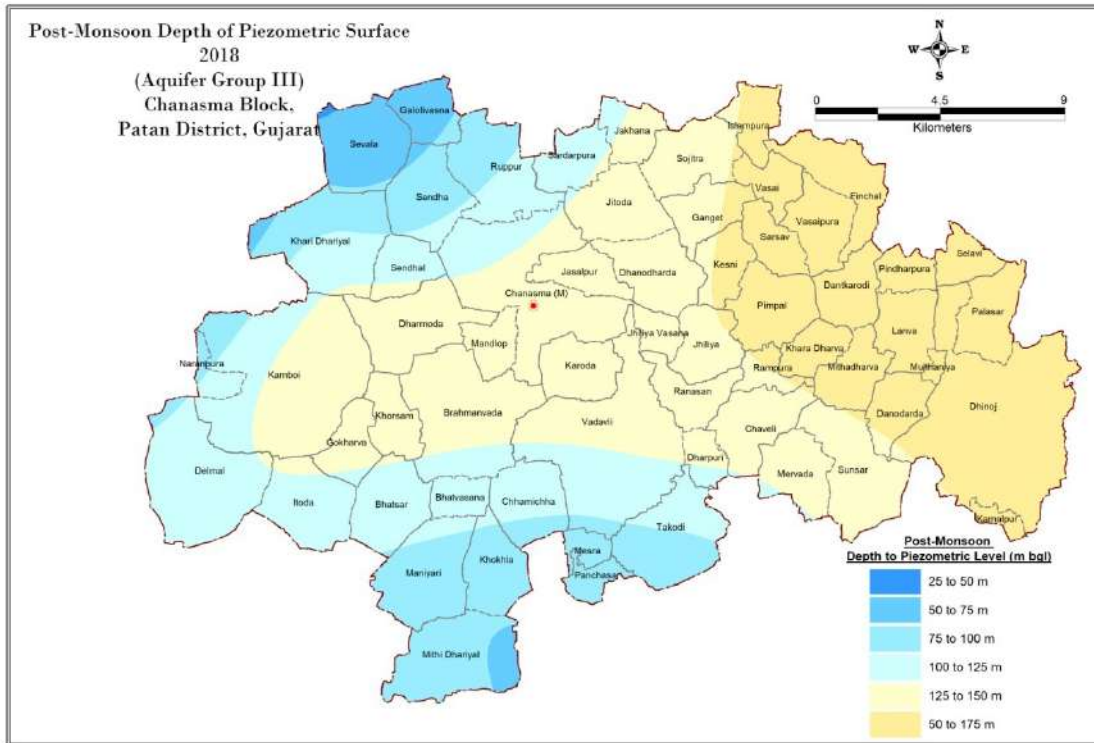 Post-Monsoon Depth of Piezometric Surface
2018
(Aquifer Group III)
Chanasma Block,
Patan District, Gujarat
N
W E
S
0 4.5 9
Kilometers
Galolivasna
Sevala
Ruppur
Sardarpura
Jakhana
Islampura
Sojitra
Sandha
Vasai
Finchal
Jitoda
Vasaipura
Ganget
Sarsav
Khari Dhariyal
Selavi
Sendhal
Jasalpur
Dhanodharda
Kesni
Pindharpura
Dantkarodi
Chanasma (M)
Pimpal
Palasar
Dharmoda
Lanva
Jhiliya Vasana
Mandlop
Jhiliya
Khara Dharva
Naranpura
Karoda
Rampura
Mithadharva
Multhaniya
Kamboi
Ranasan
Dhinoj
Khorsam
Brahmanvada
Danodarda
Vadavli
Chaveli
Gokharva
Dharpuri
Delmal
Mervada
Sunsar
Itoda
Bhatsar
Bhatvasana
Chhamichha
Kamalpur
Takodi
Mesra
Khokhla
Maniyari
Panchasar
Mithi Dhariyal
Post-Monsoon
Depth to Piezometric Level (m bgl)
25 to 50 m
50 to 75 m
75 to 100 m
100 to 125 m
125 to 150 m
50 to 175 m